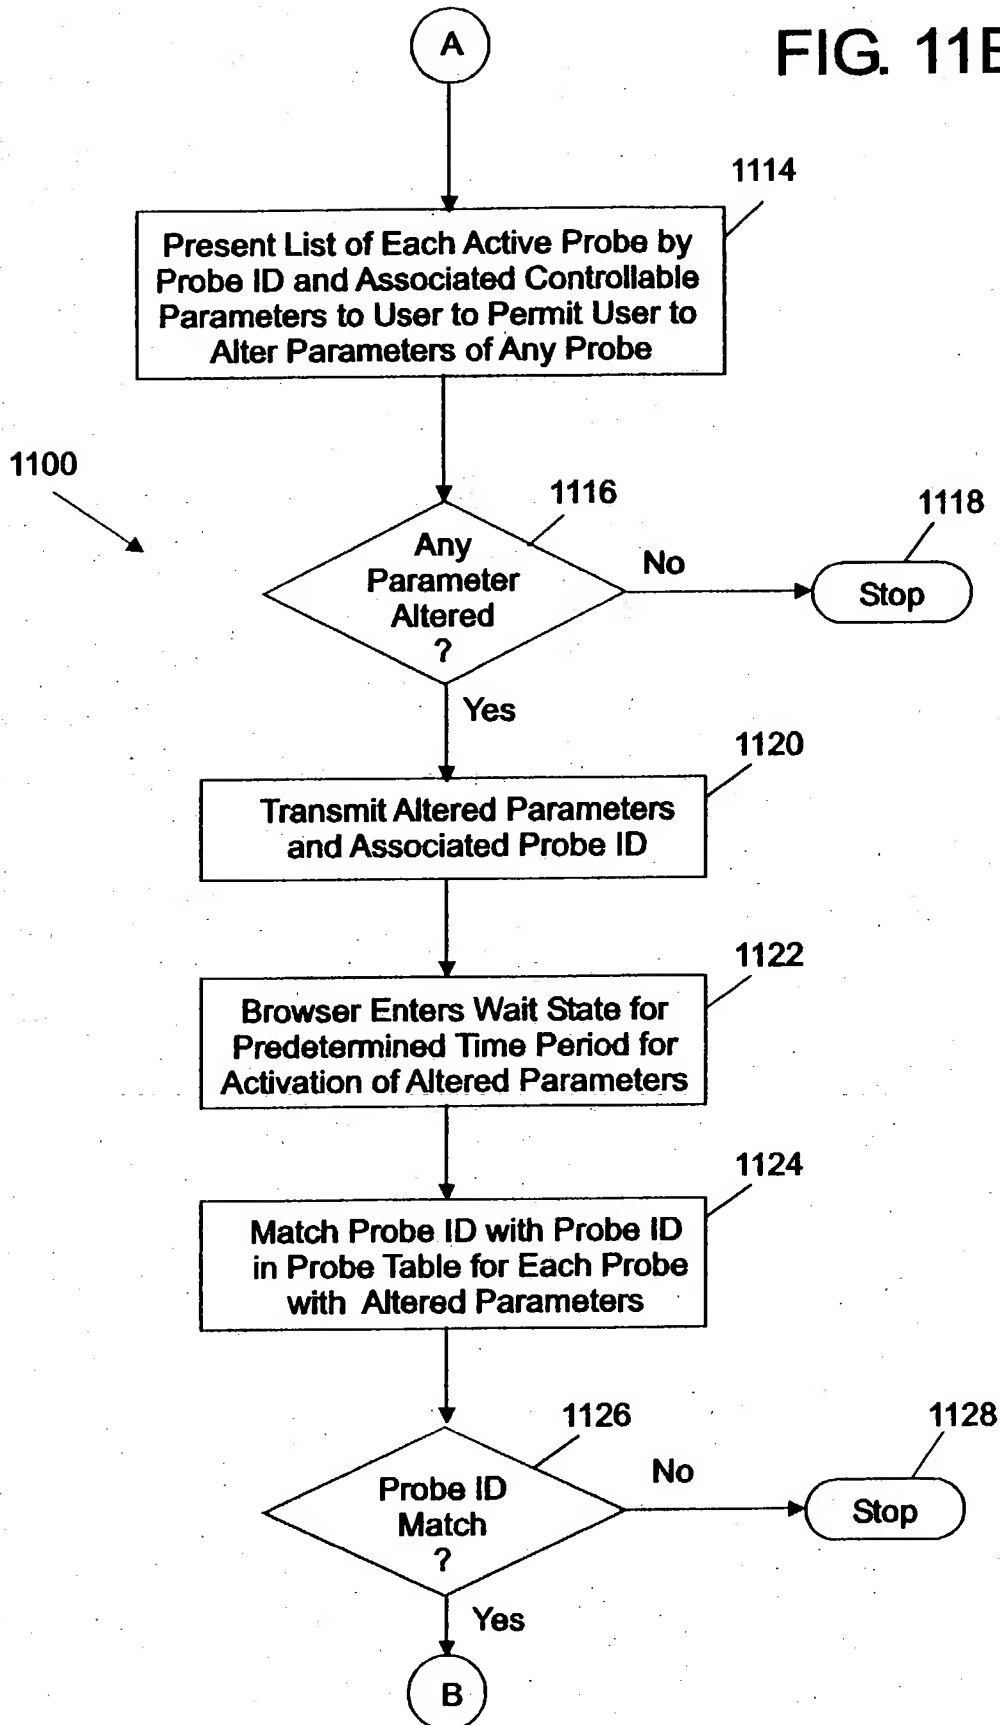 A
FIG. 11B
1114
Present List of Each Active Probe by
Probe ID and Associated Controllable
Parameters to User to Permit User to
Alter Parameters of Any Probe
1100
1116
1118
Any
Parameter
Altered
?
No
Stop
Yes
1120
Transmit Altered Parameters
and Associated Probe ID
1122
Browser Enters Wait State for
Predetermined Time Period for
Activation of Altered Parameters
1124
Match Probe ID with Probe ID
in Probe Table for Each Probe
with Altered Parameters
1126
1128
Probe ID
Match
?
No
Stop
Yes
B